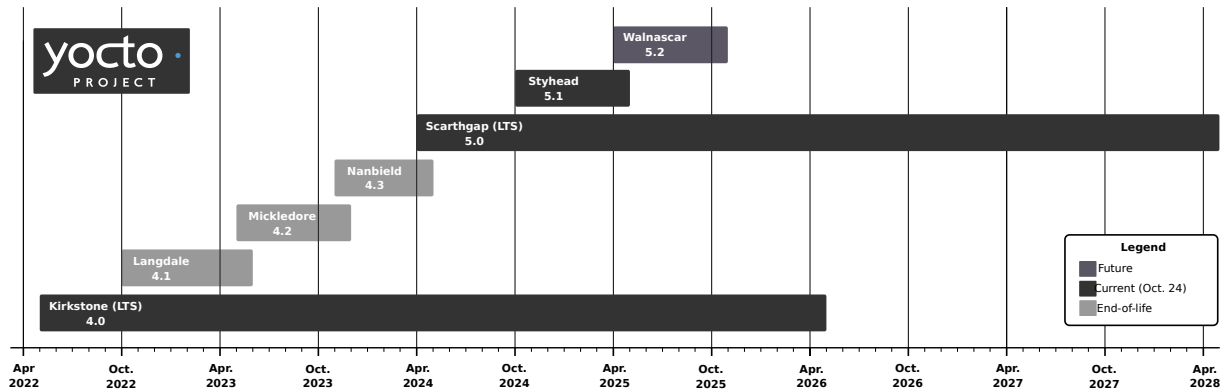 yocto
PROJECT
Walnascar
5.2
Styhead
5.1
Scarthgap (LTS)
5.0
Nanbield
4.3
Mickledore
4.2
Langdale
4.1
Kirkstone (LTS)
4.0
Legend
Future
Current (Oct. 24)
End-of-life
Apr Oct. Apr. Oct. Apr. Oct. Apr. Oct. Apr. Oct. Apr. Oct. Apr.
2022 2022 2023 2023 2024 2024 2025 2025 2026 2026 2027 2027 2028